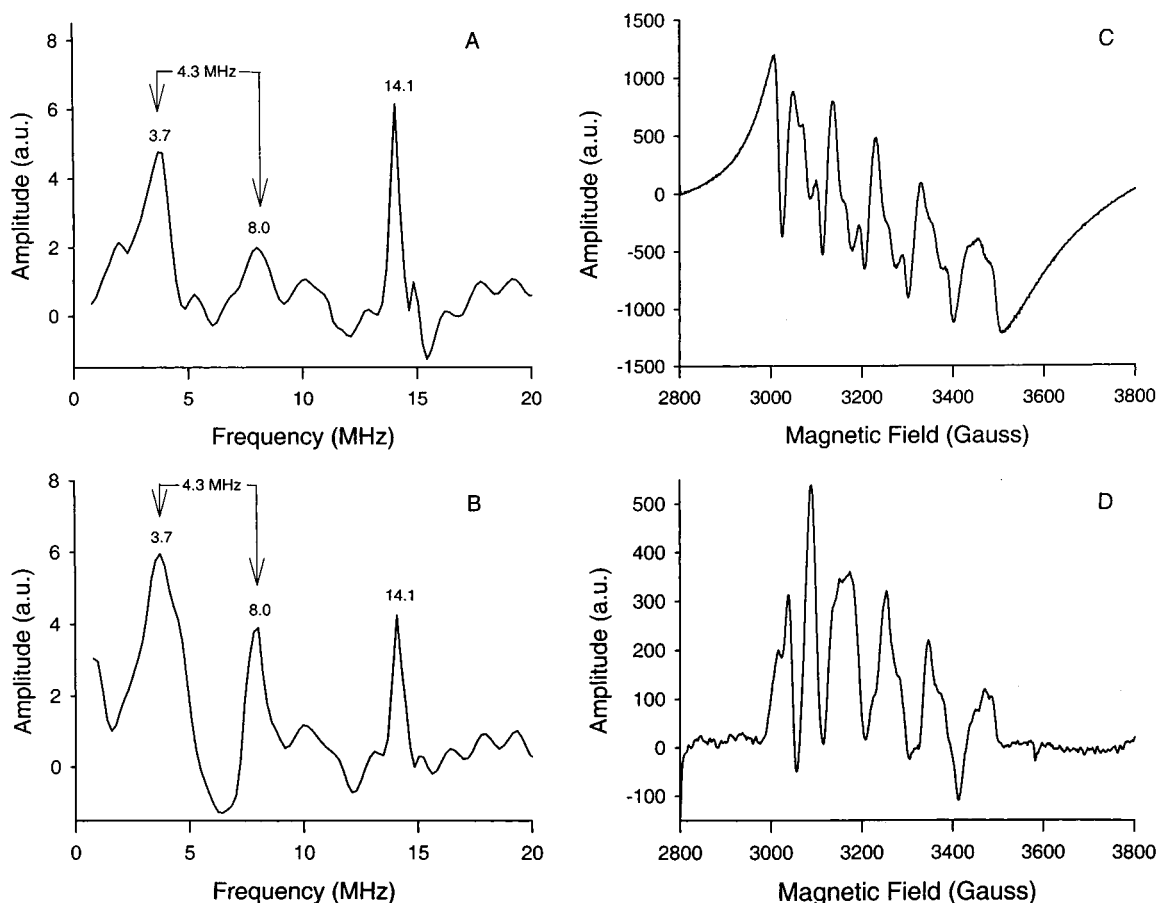 A
8
6
4
2
0
Amplitude (a.u.)
4.3 MHz
3.7
8.0
14.1
0 5 10 15 20
Frequency (MHz)
C
1500
1000
500
0
-500
-1000
-1500
Amplitude (a.u.)
2800 3000 3200 3400 3600 3800
Magnetic Field (Gauss)
B
8
6
4
2
0
Amplitude (a.u.)
4.3 MHz
3.7
8.0
14.1
0 5 10 15 20
Frequency (MHz)
D
500
400
300
200
100
0
-100
Amplitude (a.u.)
2800 3000 3200 3400 3600 3800
Magnetic Field (Gauss)